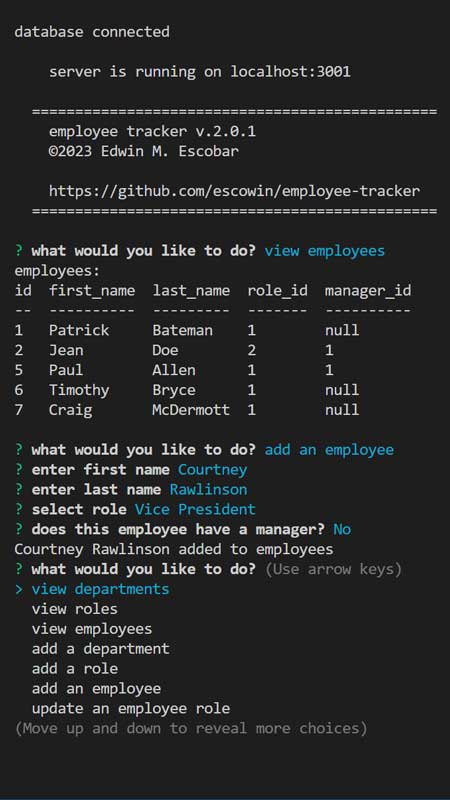 database connected
server is running on localhost:3001
===============================================
employee tracker v.2.0.1
©2023 Edwin M. Escobar
https://github.com/escowin/employee-tracker
===============================================
? what would you like to do? view employees
employees:
id  first_name  last_name  role_id  manager_id
--  ----------  ---------  -------  ----------
1   Patrick     Bateman    1        null
2   Jean        Doe        2        1
5   Paul        Allen      1        1
6   Timothy     Bryce      1        null
7   Craig       McDermott  1        null
? what would you like to do? add an employee
? enter first name Courtney
? enter last name Rawlinson
? select role Vice President
? does this employee have a manager? No
Courtney Rawlinson added to employees
? what would you like to do? (Use arrow keys)
> view departments
view roles
view employees
add a department
add a role
add an employee
update an employee role
(Move up and down to reveal more choices)